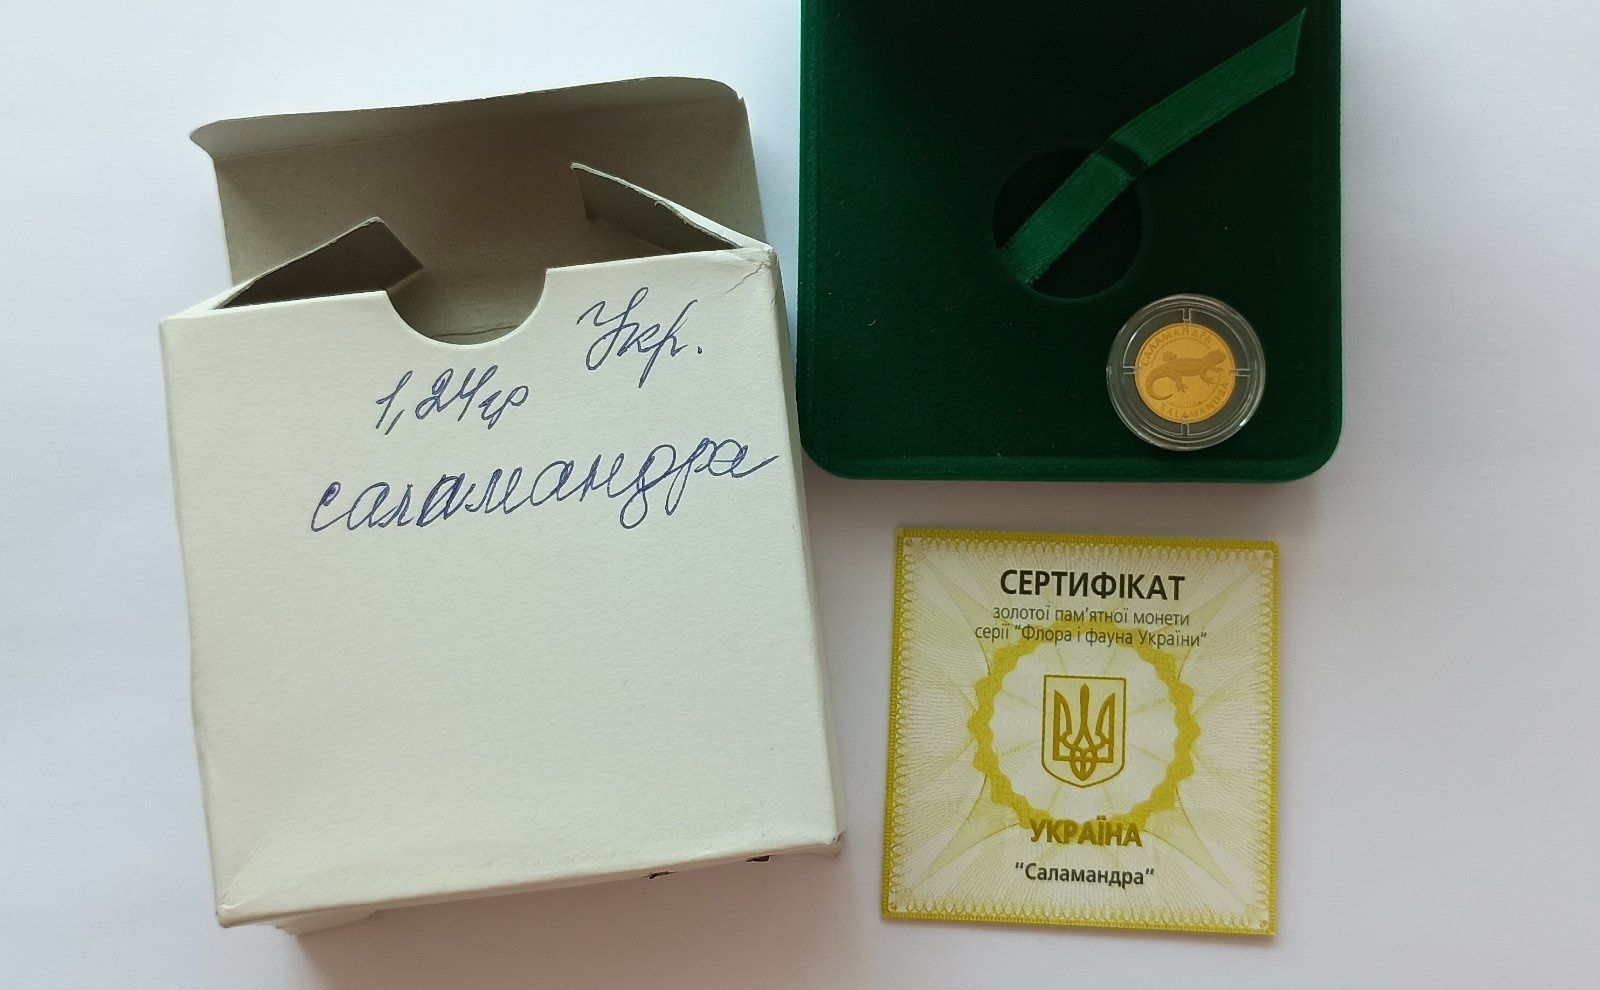 Укр.
1,24гр
саламандра
САЛАМАНДРА
SALAMANDRA
СЕРТИФІКАТ
золотої пам'ятної монети
серії "Флора і фауна України"
УКРАЇНА
"Саламандра"